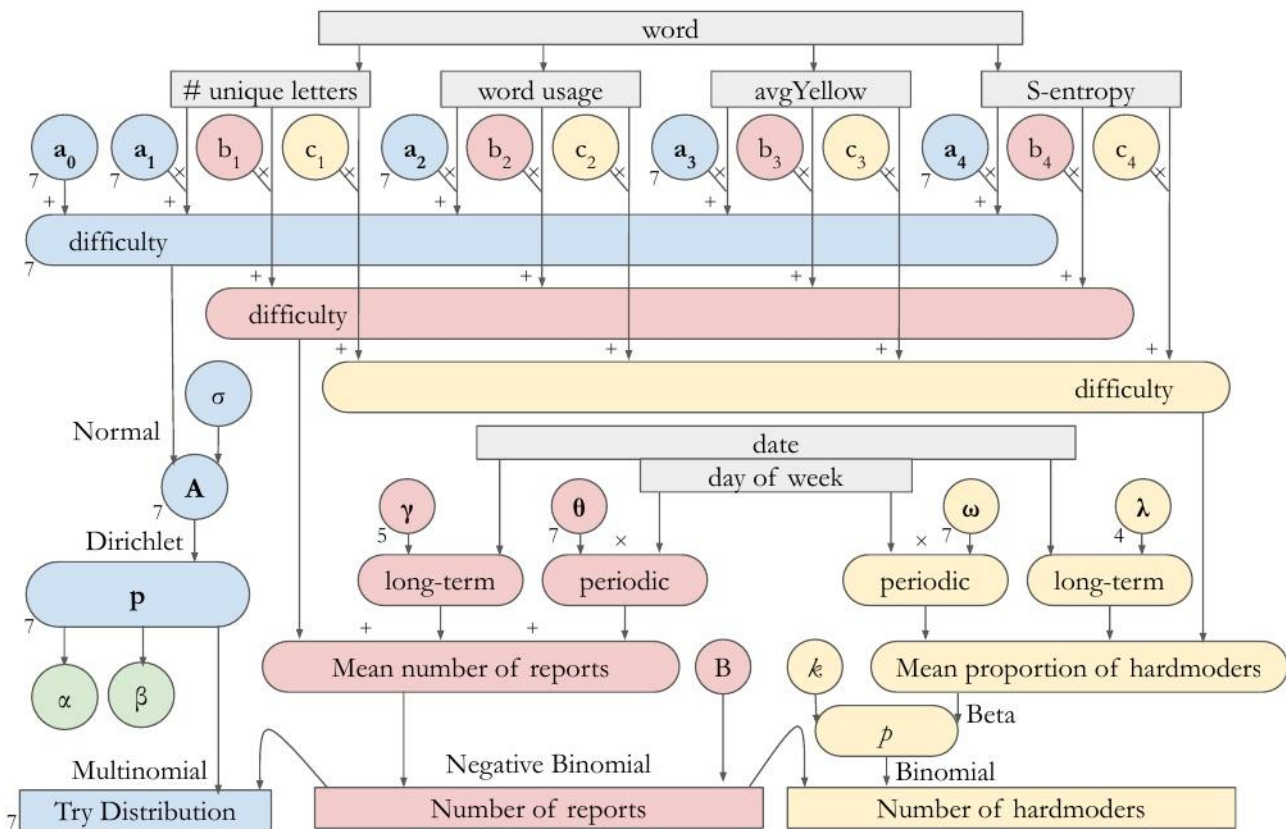 word
# unique letters
word usage
avgYellow
S-entropy
a₀
7
a₁
7
×
b₁
×
c₁
×
a₂
7
×
b₂
×
c₂
×
a₃
7
×
b₃
×
c₃
×
a₄
7
×
b₄
×
c₄
×
+
+
+
+
+
difficulty
7
+
+
+
+
difficulty
+
+
+
+
difficulty
σ
Normal
A
7
Dirichlet
date
day of week
γ
5
θ
7
×
×
ω
7
λ
4
long-term
periodic
periodic
long-term
p
7
+
+
α
β
Mean number of reports
B
k
Mean proportion of hardmoders
p
Beta
Multinomial
Negative Binomial
Binomial
7
Try Distribution
Number of reports
Number of hardmoders